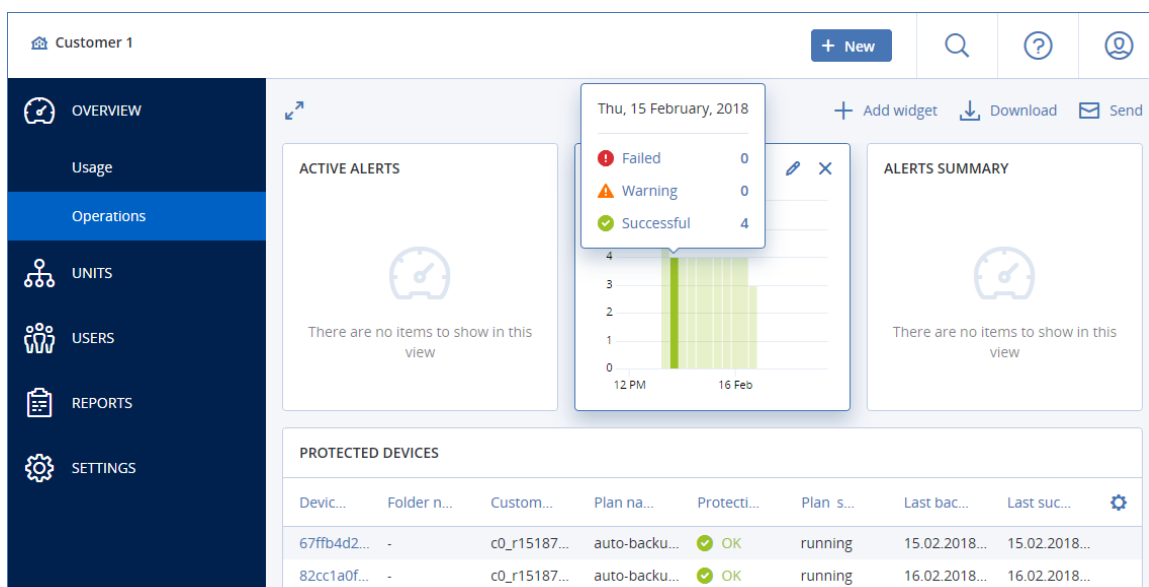 Customer 1
+ New
OVERVIEW
Usage
Operations
UNITS
USERS
REPORTS
SETTINGS
Add widget
Download
Send
ACTIVE ALERTS
There are no items to show in this
view
Thu, 15 February, 2018
Failed 0
Warning 0
Successful 4
4
3
2
1
0
12 PM 16 Feb
ALERTS SUMMARY
There are no items to show in this
view
PROTECTED DEVICES
Devic... Folder n... Custom... Plan na... Protecti... Plan s... Last bac... Last suc...
67ffb4d2... - c0_r15187... auto-backu... OK running 15.02.2018... 15.02.2018...
82cc1a0f... - c0_r15187... auto-backu... OK running 16.02.2018... 16.02.2018...